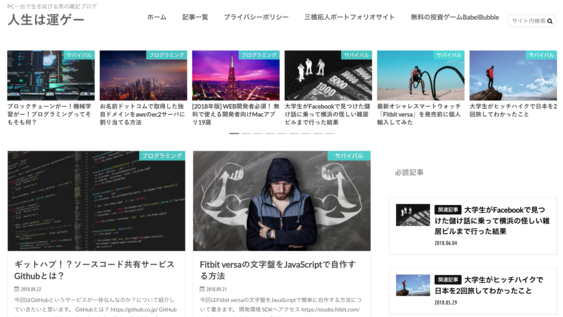 PC一台で生き延びる男の雑記ブログ
人生は運ゲー
ホーム 記事一覧 プライバシーポリシー 三橋拓人ポートフォリオサイト 無料の投資ゲームBabelBubble
サイト内検索
サバイバル
プログラミング
プログラミング
サバイバル
サバイバル
サバイバル
ブロックチェーンがー！機械学
習がー！プログラミングってそ
もそも何？
お名前ドットコムで取得した独
自ドメインをawsのec2サーバに
割り当てる方法
[2018年版] WEB開発者必須！ 無
料で使える開発者向けMacアプ
リ19選
大学生がFacebookで見つけた儲
け話に乗って横浜の怪しい雑居
ビルまで行った結果
最新オシャレスマートウォッチ
「Fitbit versa」を発売前に個人
輸入してみた
大学生がヒッチハイクで日本を2
回旅してわかったこと
プログラミング
ギットハブ！？ソースコード共有サービス
Githubとは？
2018.09.22
今回はGitHubというサービスが一体なんなのか？について紹介し
ていきたいと思います。 GitHubとは？ https://github.co.jp/ GitHub
サバイバル
Fitbit versaの文字盤をJavaScriptで自作す
る方法
2018.09.21
今回はFitbit versaの文字盤をJavaScriptで簡単に自作する方法につい
て書きます。 開発環境 SDKへアクセス https://studio.fitbit.com/
必読記事
関連記事 大学生がFacebookで見つ
けた儲け話に乗って横浜の怪しい雑
居ビルまで行った結果
2018.06.04
関連記事 大学生がヒッチハイクで
日本を2回旅してわかったこと
2018.05.29